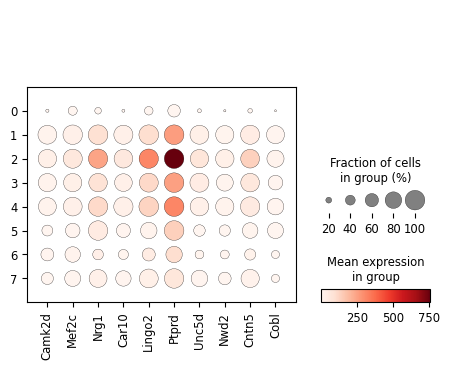 0
1
2
3
4
5
6
7
Camk2d
Mef2c
Nrg1
Car10
Lingo2
Ptprd
Unc5d
Nwd2
Cntn5
Cobl
Fraction of cells
in group (%)
20 40 60 80 100
Mean expression
in group
250 500 750